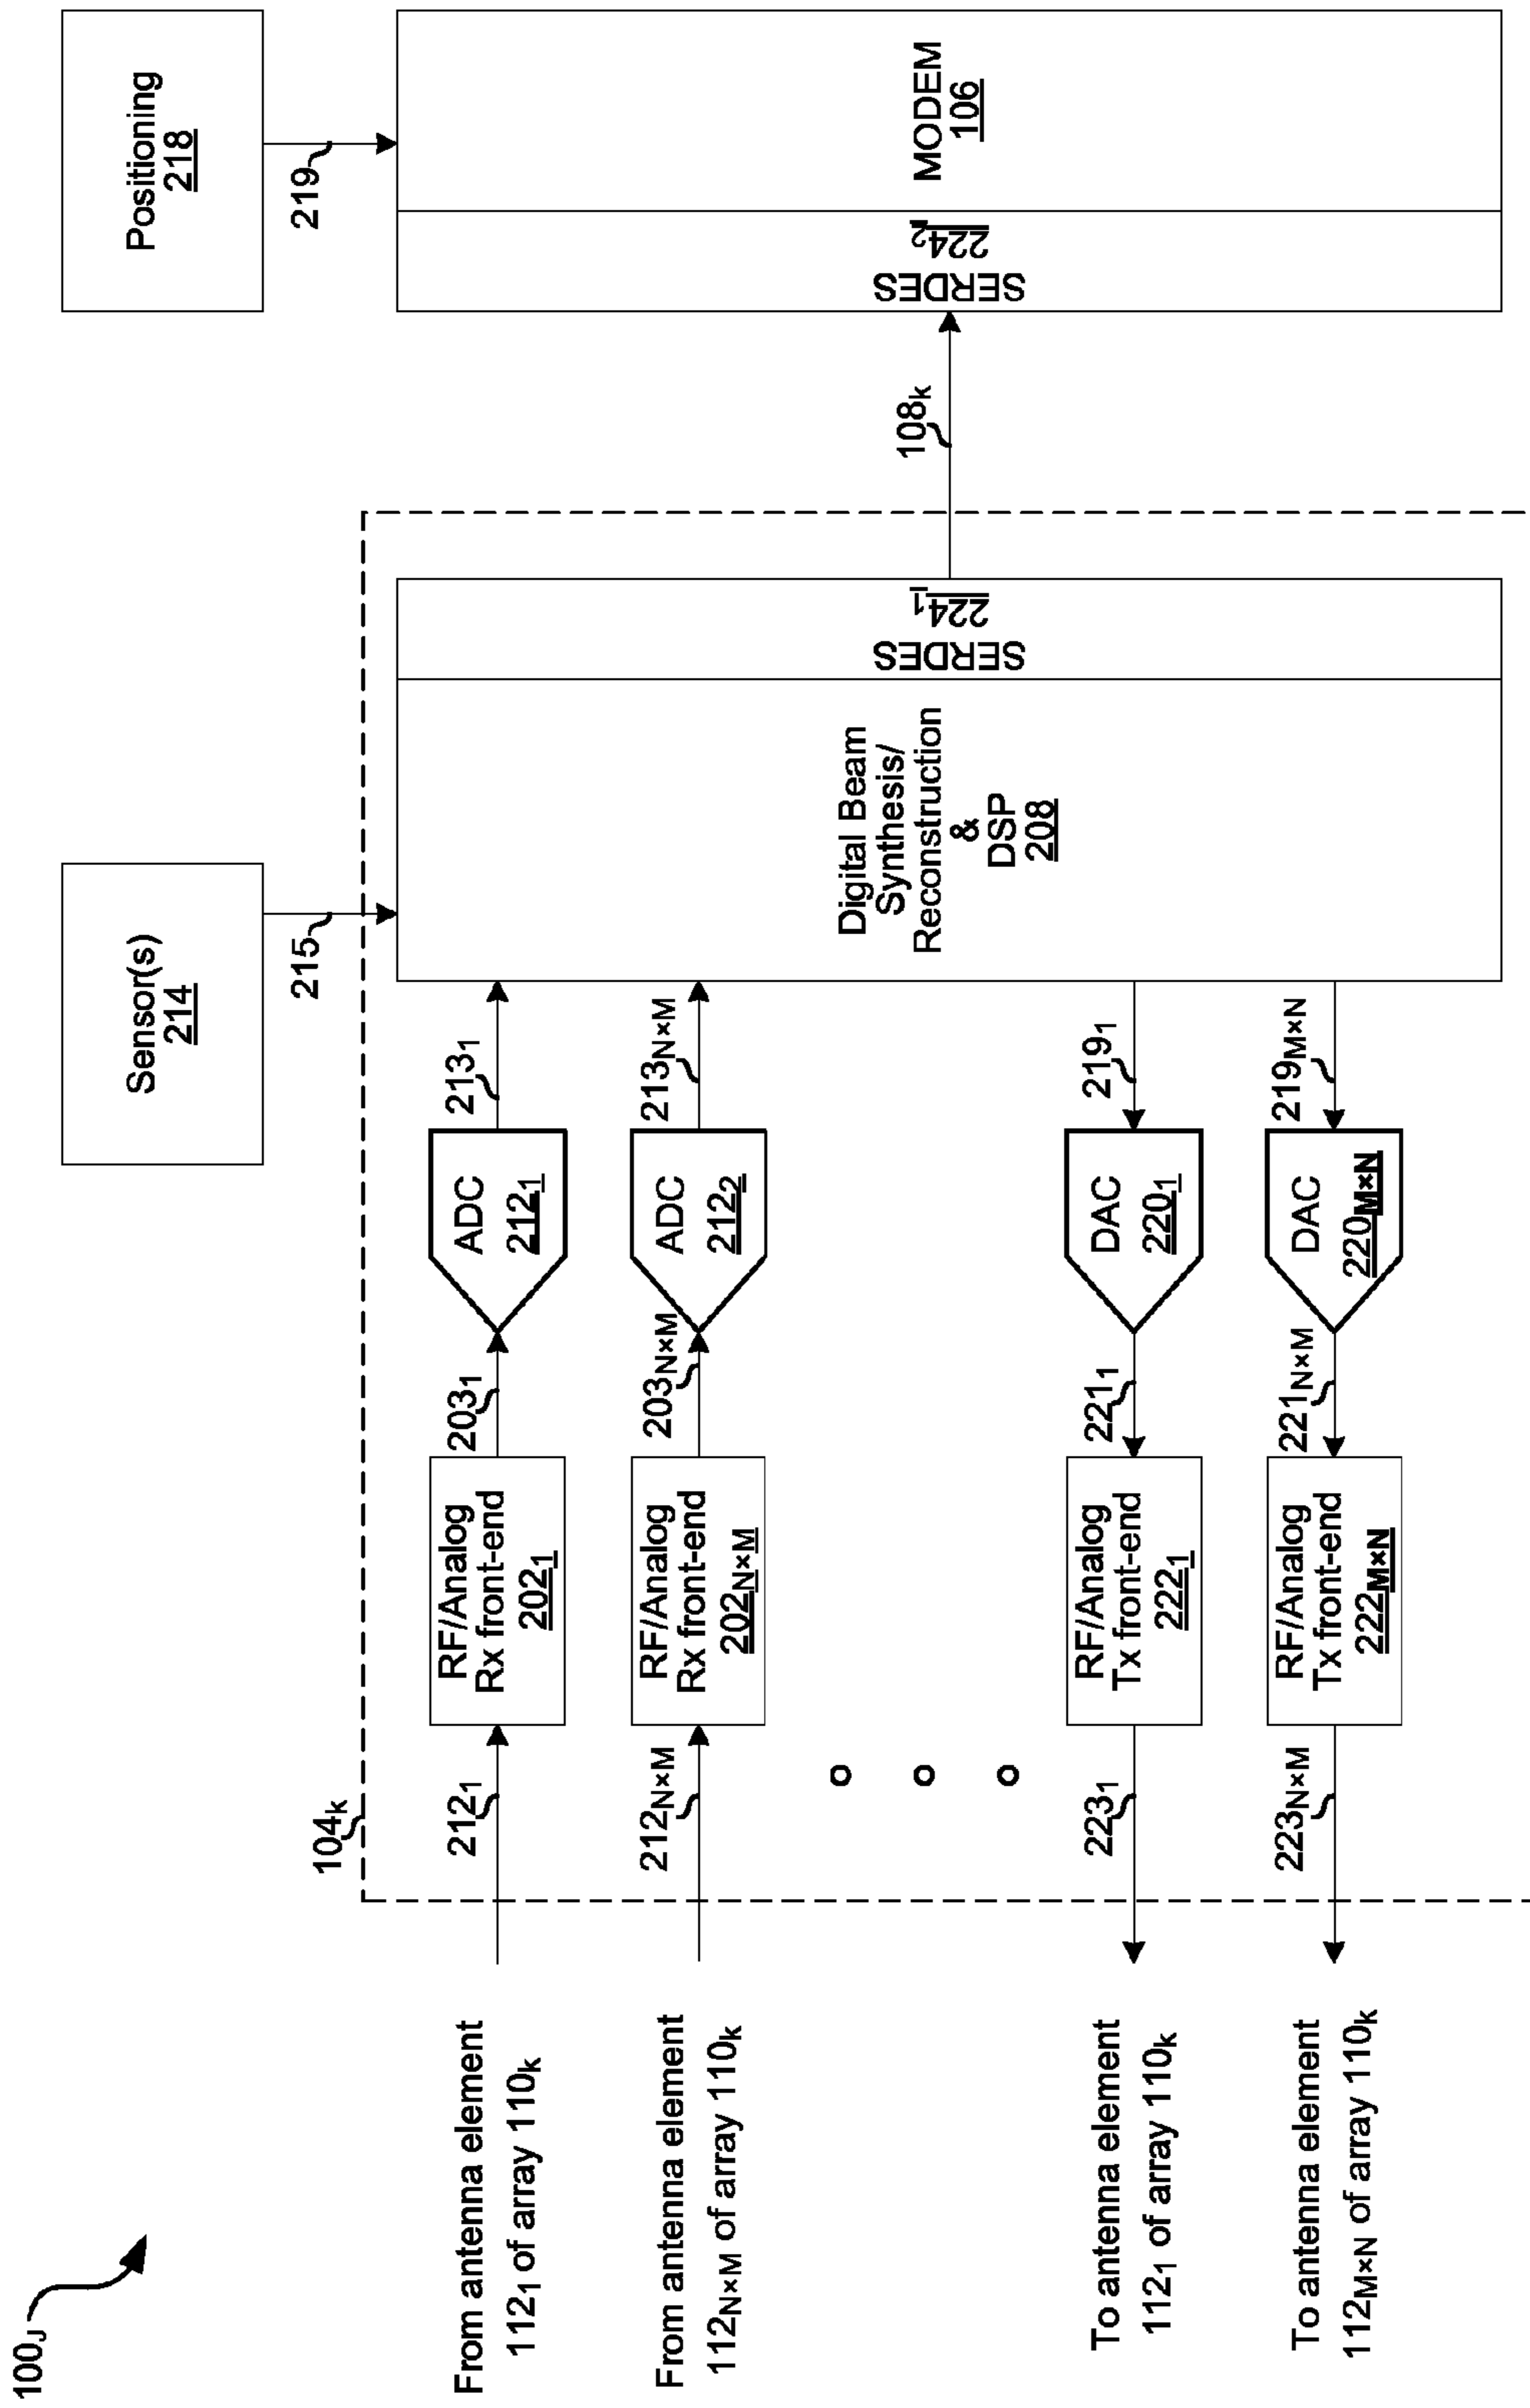 100J
Sensor(s)
214
Positioning
218
215
219
104k
From antenna element
1121 of array 110k
2121
RF/Analog
Rx front-end
2021
2031
ADC
2121
2131
From antenna element
112N×M of array 110k
212N×M
RF/Analog
Rx front-end
202N×M
203N×M
ADC
2122
213N×M
To antenna element
1121 of array 110k
2231
RF/Analog
Tx front-end
2221
2211
DAC
2201
2191
To antenna element
112M×N of array 110k
223N×M
RF/Analog
Tx front-end
222M×N
221N×M
DAC
220M×N
219M×N
Digital Beam
Synthesis/
Reconstruction
&
DSP
208
SERDES
2241
108k
SERDES
2242
MODEM
106